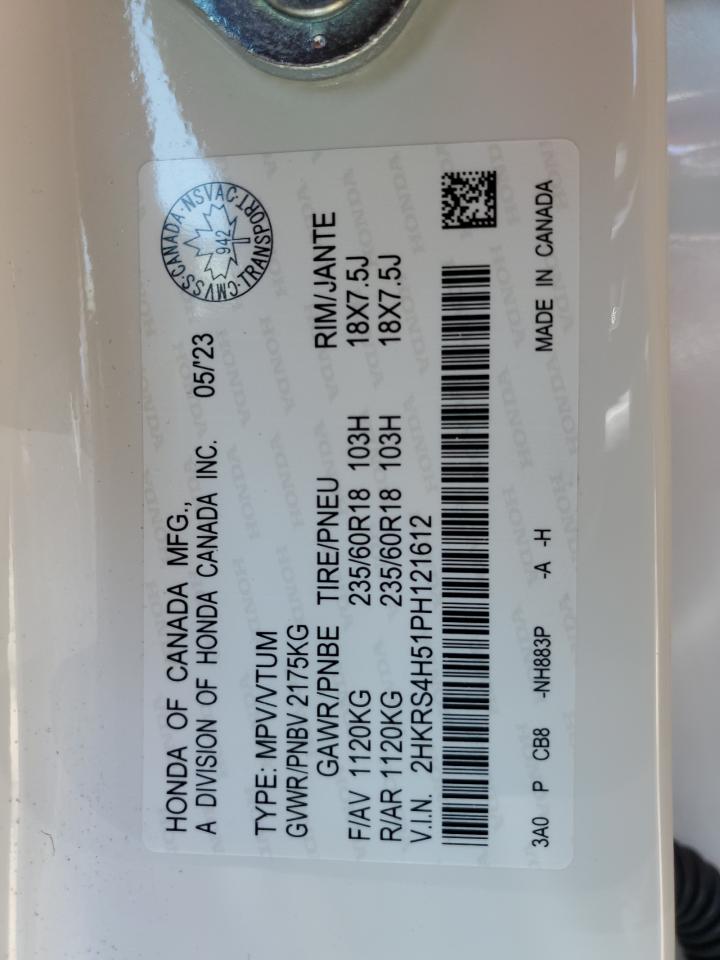 HONDA OF CANADA MFG.,
A DIVISION OF HONDA CANADA INC. 05/'23
CMVSS·CANADA·NSVAC·TRANSPORT·
942
TYPE: MPV/VTUM
GVWR/PNBV 2175KG
GAWR/PNBE TIRE/PNEU RIM/JANTE
F/AV 1120KG 235/60R18 103H 18X7.5J
R/AR 1120KG 235/60R18 103H 18X7.5J
V.I.N. 2HKRS4H51PH121612
3A0 P CB8 -NH883P -A -H MADE IN CANADA